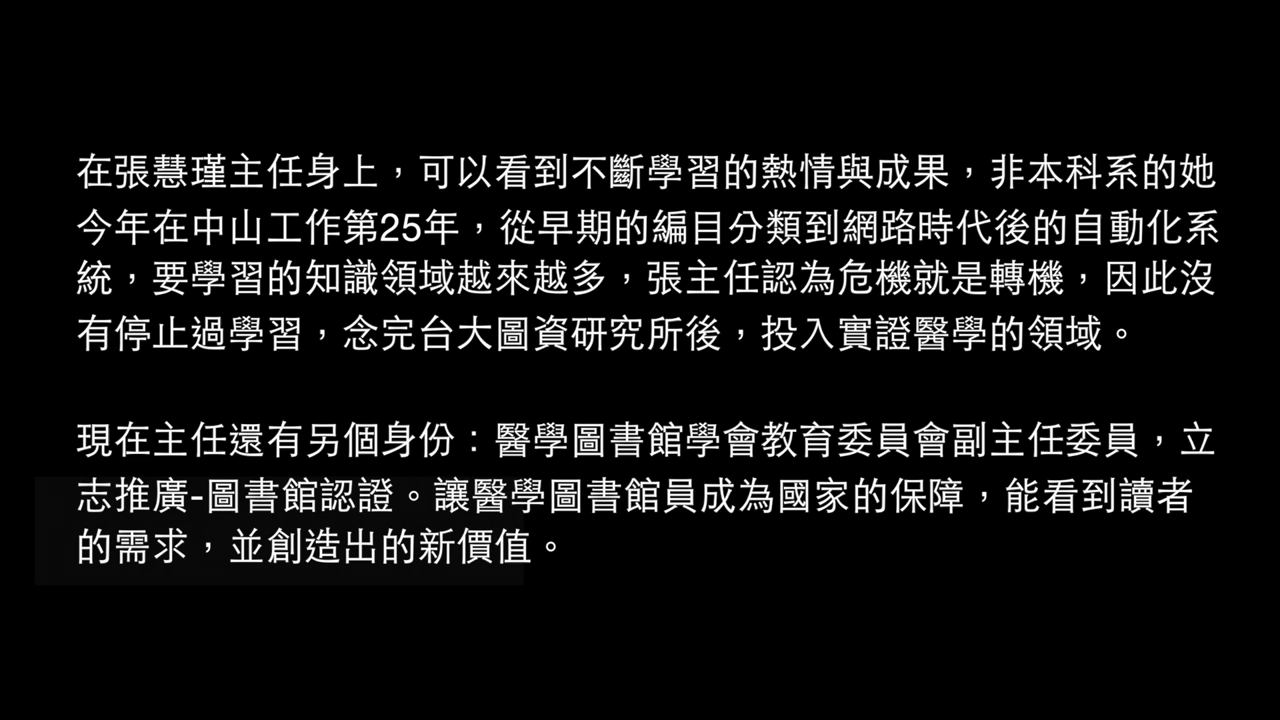 在張慧瑾主任身上，可以看到不斷學習的熱情與成果，非本科系的她
今年在中山工作第25年，從早期的編目分類到網路時代後的自動化系
統，要學習的知識領域越來越多，張主任認為危機就是轉機，因此沒
有停止過學習，念完台大圖資研究所後，投入實證醫學的領域。
現在主任還有另個身份：醫學圖書館學會教育委員會副主任委員，立
志推廣-圖書館認證。讓醫學圖書館員成為國家的保障，能看到讀者
的需求，並創造出的新價值。